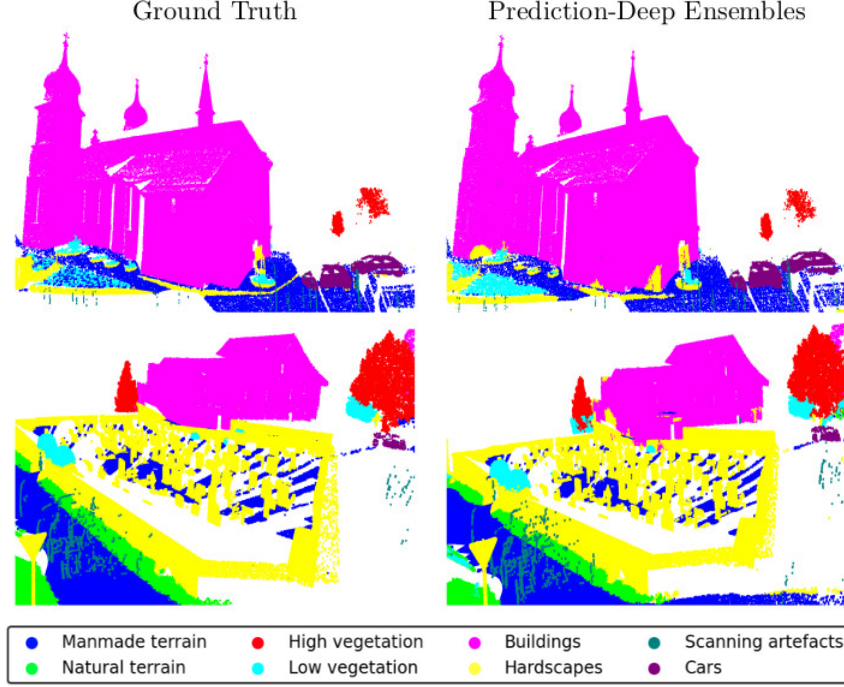 Ground Truth
Prediction-Deep Ensembles
Manmade terrain
High vegetation
Buildings
Scanning artefacts
Natural terrain
Low vegetation
Hardscapes
Cars